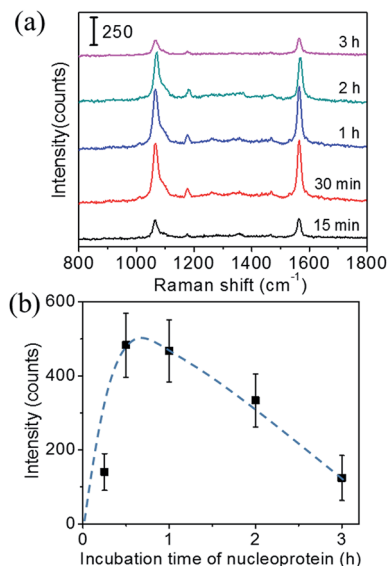 (a)
250
3 h
2 h
1 h
30 min
15 min
Intensity(counts)
800 1000 1200 1400 1600 1800
Raman shift (cm⁻¹)
(b)
600
400
200
0
Intensity (counts)
0 1 2 3
Incubation time of nucleoprotein (h)